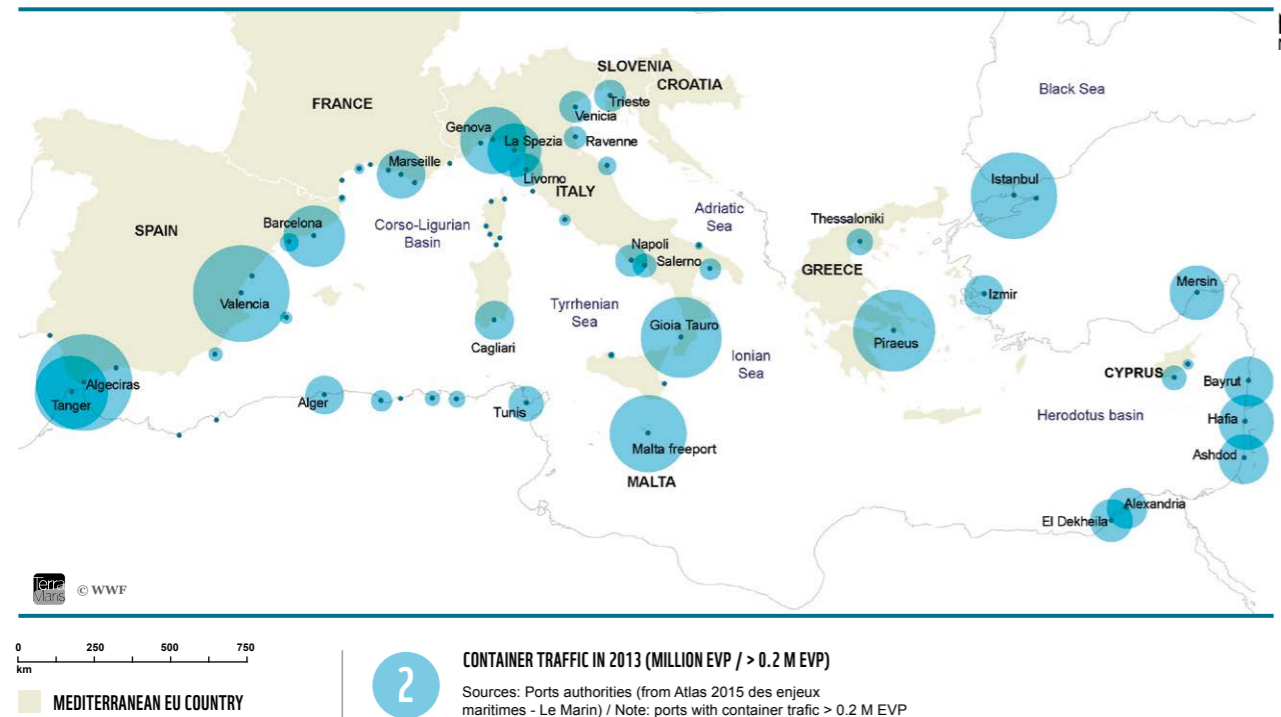 SLOVENIA
CROATIA
Black Sea
FRANCE
Trieste
Venicia
Genova
La Spezia
Ravenne
Marseille
Livorno
ITALY
Istanbul
Barcelona
Corso-Ligurian
Basin
Adriatic
Sea
Thessaloniki
SPAIN
Napoli
Salerno
GREECE
Mersin
Izmir
Valencia
Tyrrhenian
Sea
Gioia Tauro
Piraeus
Cagliari
Ionian
Sea
CYPRUS
Bayrut
Algeciras
Tanger
Alger
Tunis
Herodotus basin
Hafia
Malta freeport
Ashdod
MALTA
Alexandria
El Dekheila
Terra
Maris
© WWF
0 250 500 750
km
MEDITERRANEAN EU COUNTRY
2
CONTAINER TRAFFIC IN 2013 (MILLION EVP / > 0.2 M EVP)
Sources: Ports authorities (from Atlas 2015 des enjeux
maritimes - Le Marin) / Note: ports with container trafic > 0.2 M EVP